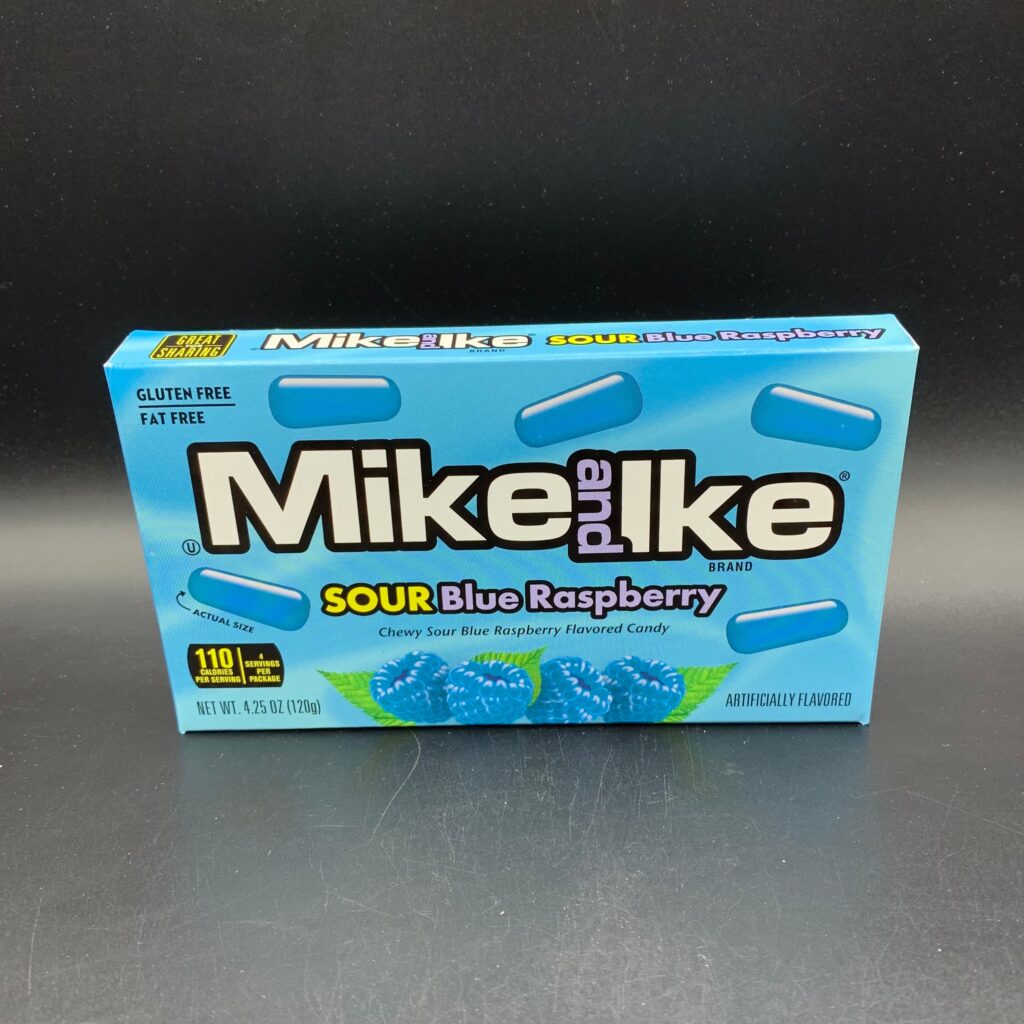 GREAT
FOR
SHARING
Mike and Ike®
BRAND
SOUR Blue Raspberry
GLUTEN FREE
FAT FREE
Mike and Ike®
BRAND
U
SOUR Blue Raspberry
ACTUAL SIZE
Chewy Sour Blue Raspberry Flavored Candy
110
CALORIES
PER SERVING
4
SERVINGS
PER
PACKAGE
NET WT. 4.25 OZ (120g)
ARTIFICIALLY FLAVORED